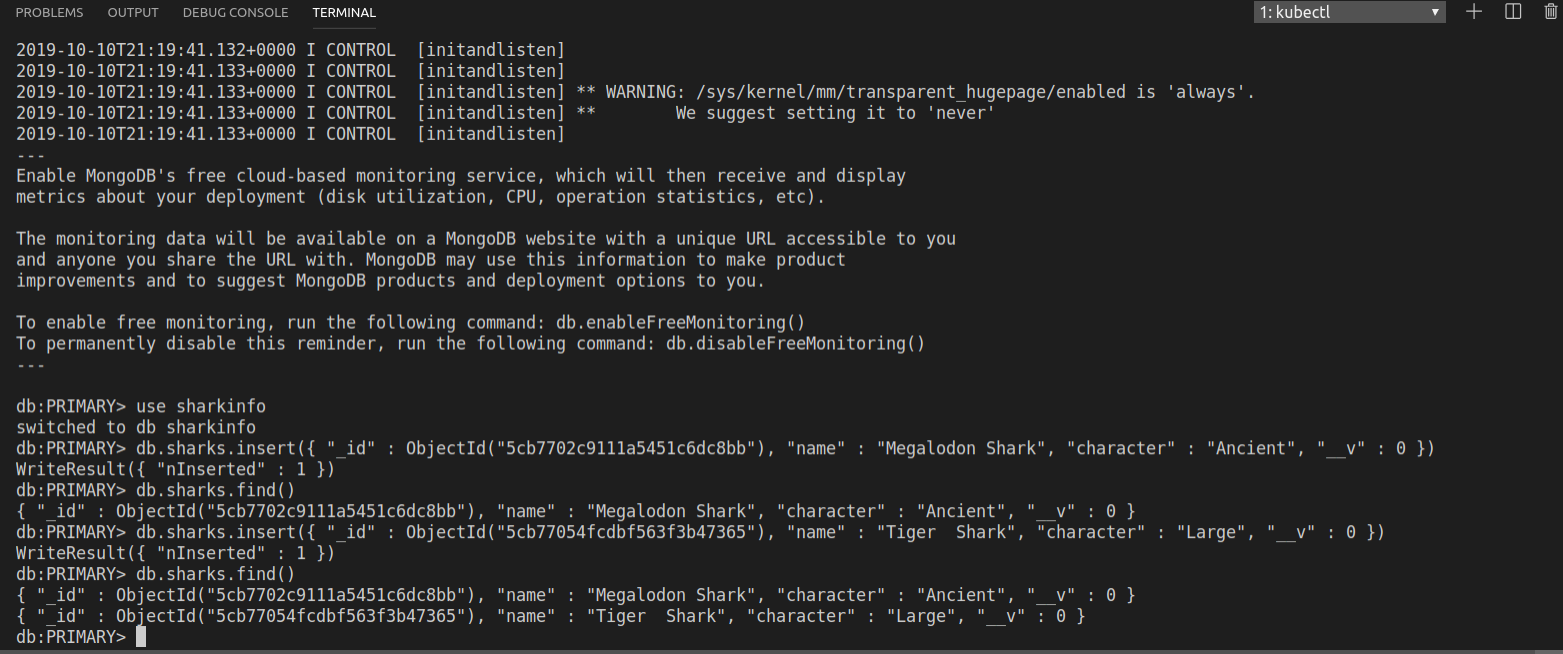 PROBLEMS OUTPUT DEBUG CONSOLE TERMINAL 1: kubectl
2019-10-10T21:19:41.132+0000 I CONTROL  [initandlisten]
2019-10-10T21:19:41.133+0000 I CONTROL  [initandlisten]
2019-10-10T21:19:41.133+0000 I CONTROL  [initandlisten] ** WARNING: /sys/kernel/mm/transparent_hugepage/enabled is 'always'.
2019-10-10T21:19:41.133+0000 I CONTROL  [initandlisten] **        We suggest setting it to 'never'
2019-10-10T21:19:41.133+0000 I CONTROL  [initandlisten]
---
Enable MongoDB's free cloud-based monitoring service, which will then receive and display
metrics about your deployment (disk utilization, CPU, operation statistics, etc).
The monitoring data will be available on a MongoDB website with a unique URL accessible to you
and anyone you share the URL with. MongoDB may use this information to make product
improvements and to suggest MongoDB products and deployment options to you.
To enable free monitoring, run the following command: db.enableFreeMonitoring()
To permanently disable this reminder, run the following command: db.disableFreeMonitoring()
---
db:PRIMARY> use sharkinfo
switched to db sharkinfo
db:PRIMARY> db.sharks.insert({ "_id" : ObjectId("5cb7702c9111a5451c6dc8bb"), "name" : "Megalodon Shark", "character" : "Ancient", "__v" : 0 })
WriteResult({ "nInserted" : 1 })
db:PRIMARY> db.sharks.find()
{ "_id" : ObjectId("5cb7702c9111a5451c6dc8bb"), "name" : "Megalodon Shark", "character" : "Ancient", "__v" : 0 }
db:PRIMARY> db.sharks.insert({ "_id" : ObjectId("5cb77054fcdbf563f3b47365"), "name" : "Tiger  Shark", "character" : "Large", "__v" : 0 })
WriteResult({ "nInserted" : 1 })
db:PRIMARY> db.sharks.find()
{ "_id" : ObjectId("5cb7702c9111a5451c6dc8bb"), "name" : "Megalodon Shark", "character" : "Ancient", "__v" : 0 }
{ "_id" : ObjectId("5cb77054fcdbf563f3b47365"), "name" : "Tiger  Shark", "character" : "Large", "__v" : 0 }
db:PRIMARY>